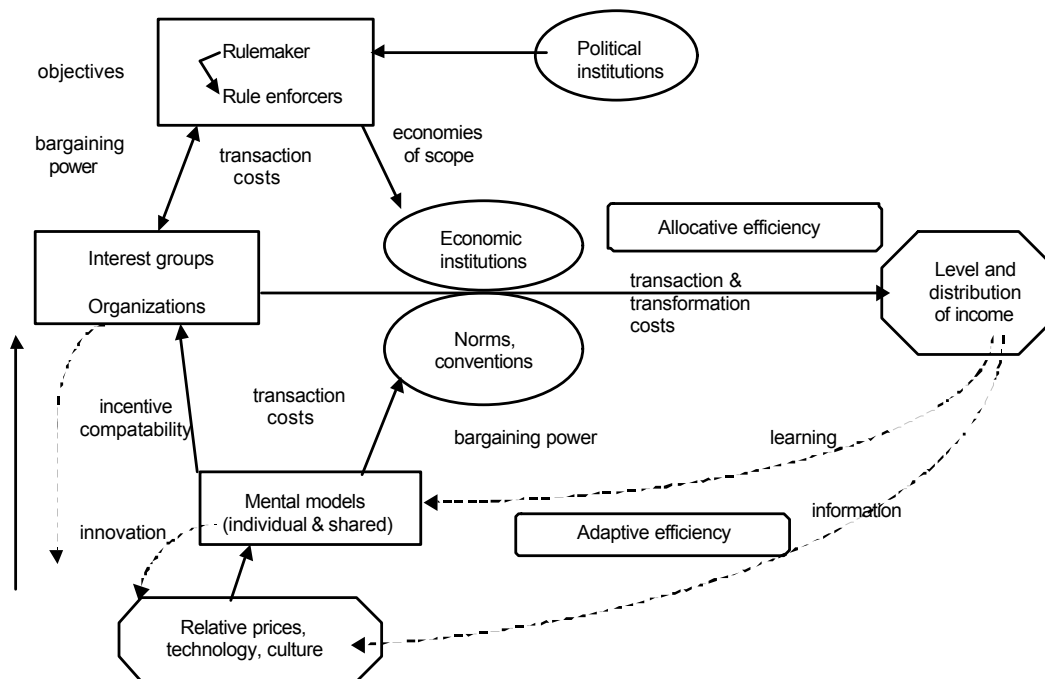 Rulemaker
Rule enforcers
Political
institutions
objectives
bargaining
power
transaction
costs
economies
of scope
Interest groups
Organizations
Economic
institutions
Allocative efficiency
transaction &
transformation
costs
Level and
distribution
of income
Norms,
conventions
incentive
compatability
transaction
costs
bargaining power
learning
Mental models
(individual & shared)
innovation
Adaptive efficiency
information
Relative prices,
technology, culture